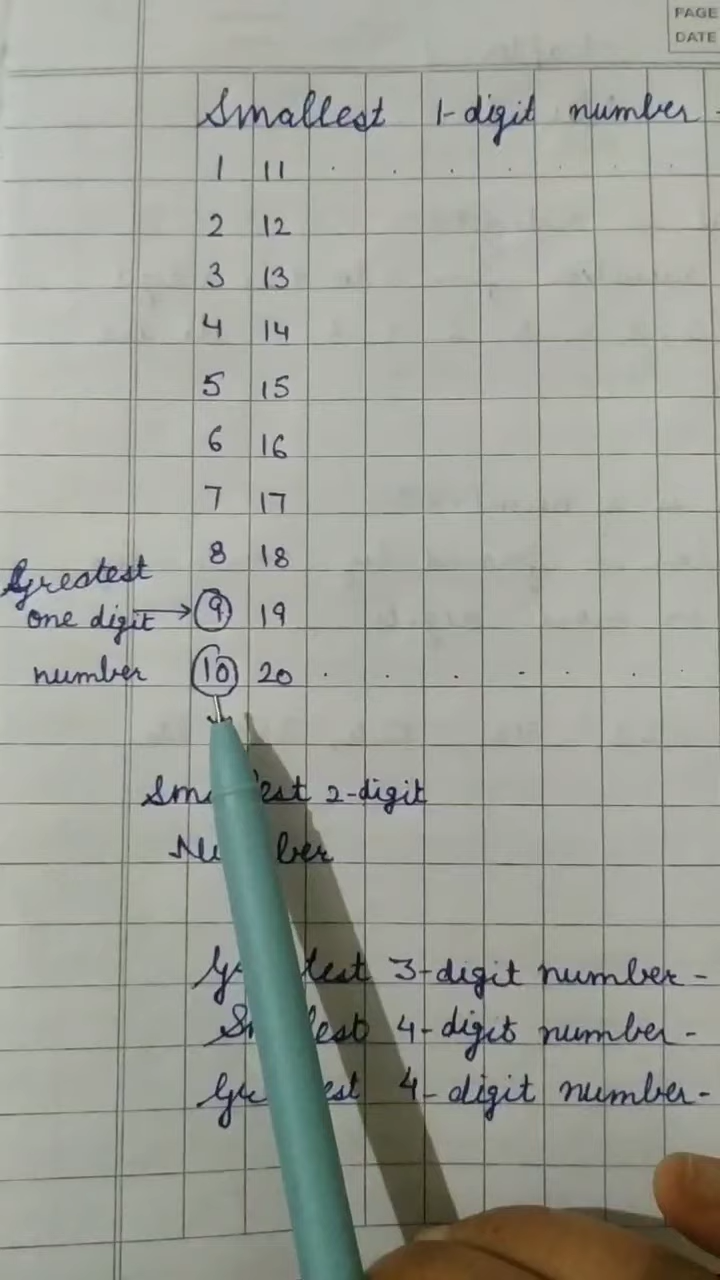 PAGE
DATE
Smallest 1-digit number -
1 11 . . . . . . .
2 12
3 13
4 14
5 15
6 16
7 17
8 18
Greatest
one digit → 9 19
number 10 20 . . . . . .
2-digit
3-digit number -
4-digit number -
4-digit number -